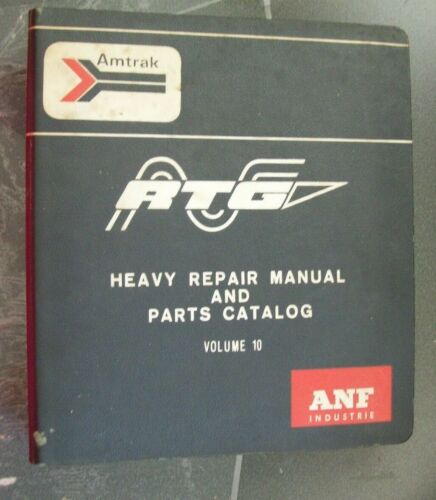 Amtrak
RTG
HEAVY REPAIR MANUAL
AND
PARTS CATALOG
VOLUME 10
ANF
INDUSTRIE